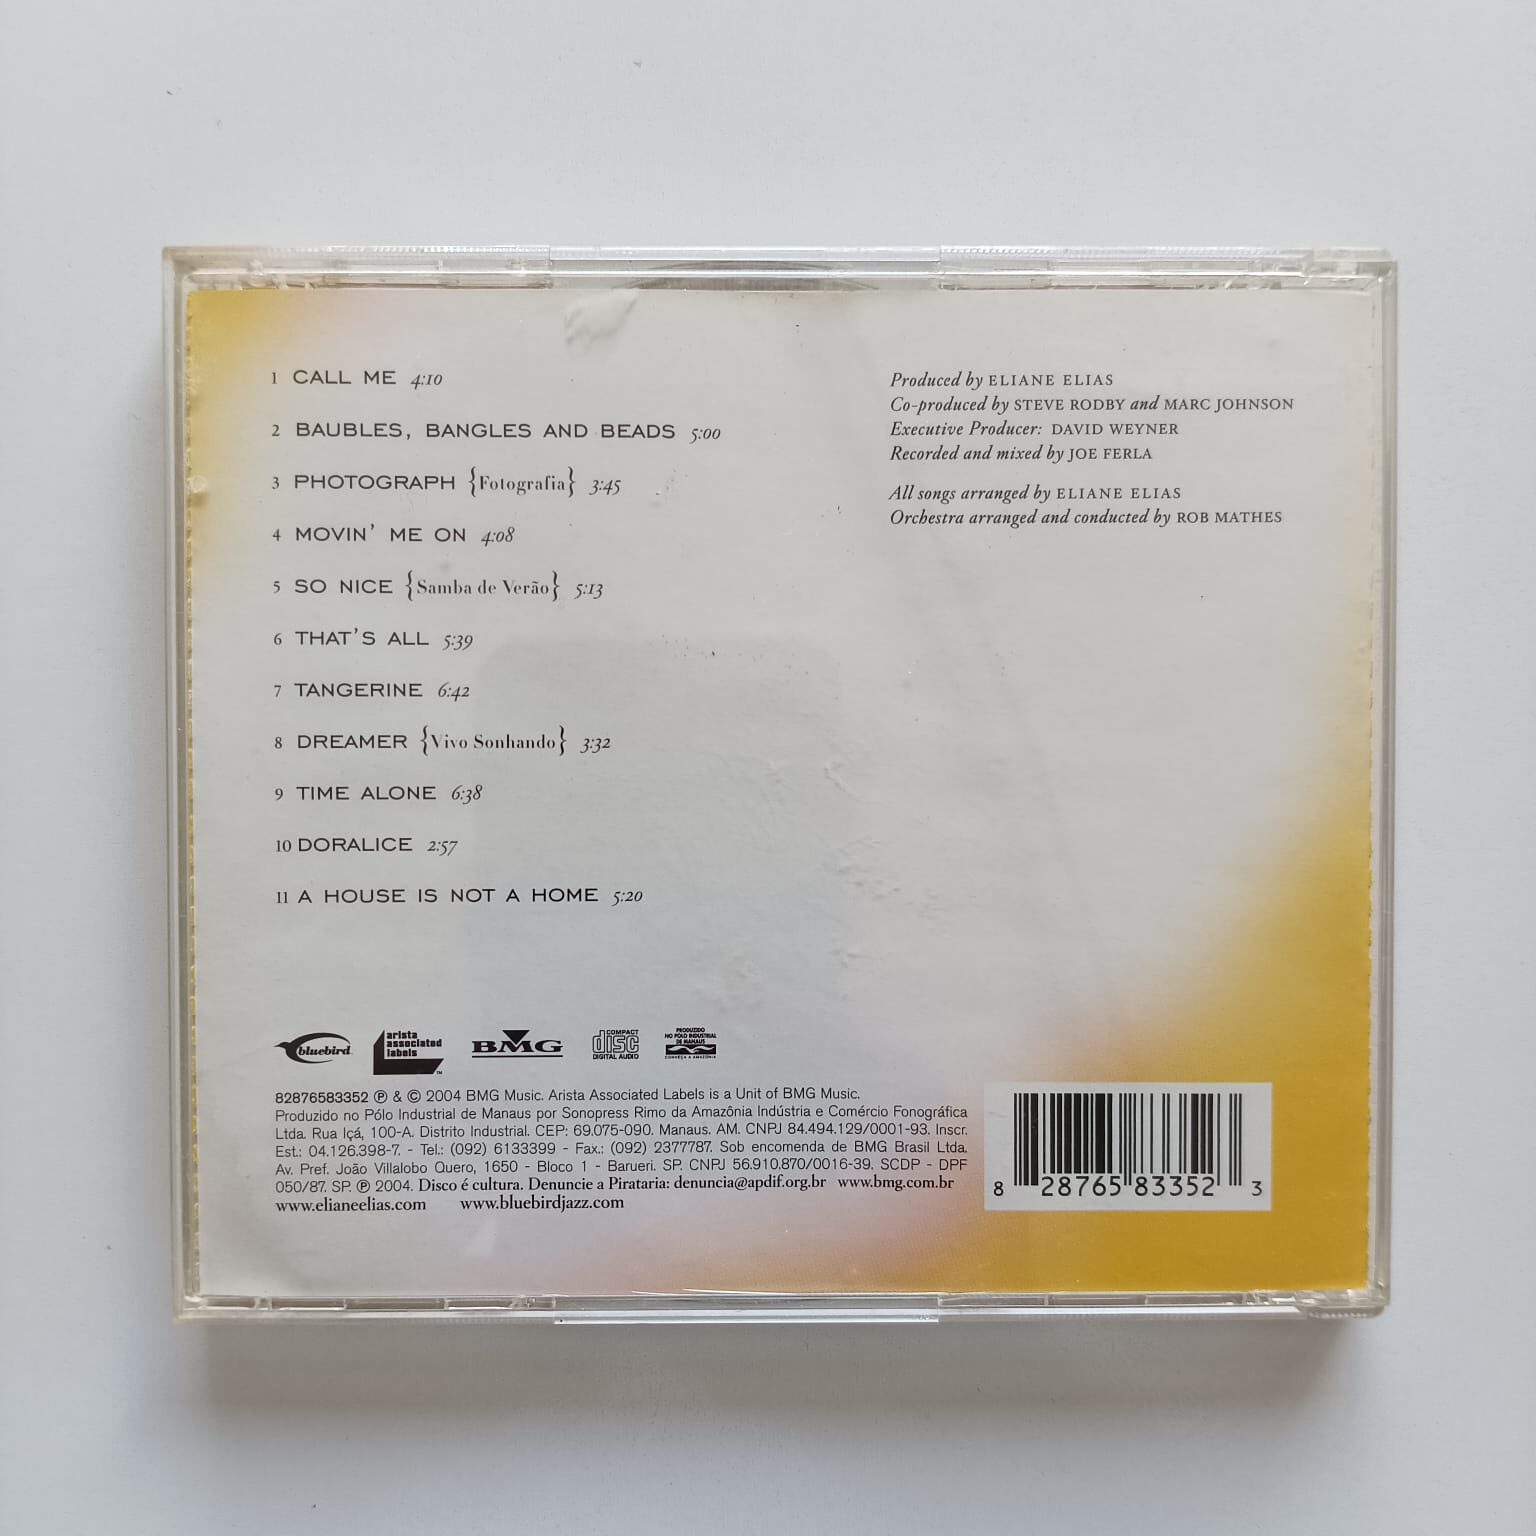 1 CALL ME 4:10
2 BAUBLES, BANGLES AND BEADS 5:00
3 PHOTOGRAPH {Fotografia} 3:45
4 MOVIN' ME ON 4:08
5 SO NICE {Samba de Verão} 5:13
6 THAT'S ALL 5:39
7 TANGERINE 6:42
8 DREAMER {Vivo Sonhando} 3:32
9 TIME ALONE 6:38
10 DORALICE 2:57
11 A HOUSE IS NOT A HOME 5:20
Produced by ELIANE ELIAS
Co-produced by STEVE RODBY and MARC JOHNSON
Executive Producer: DAVID WEYNER
Recorded and mixed by JOE FERLA
All songs arranged by ELIANE ELIAS
Orchestra arranged and conducted by ROB MATHES
bluebird
arista
associated
labels
BMG
COMPACT
disc
DIGITAL AUDIO
PRODUZIDO
NO PÓLO INDUSTRIAL
DE MANAUS
CONHEÇA A AMAZÔNIA
82876583352 ℗ & © 2004 BMG Music. Arista Associated Labels is a Unit of BMG Music.
Produzido no Pólo Industrial de Manaus por Sonopress Rimo da Amazônia Indústria e Comércio Fonográfica
Ltda. Rua Içá, 100-A. Distrito Industrial. CEP: 69.075-090. Manaus. AM. CNPJ 84.494.129/0001-93. Inscr.
Est.: 04.126.398-7. - Tel.: (092) 6133399 - Fax.: (092) 2377787. Sob encomenda de BMG Brasil Ltda.
Av. Pref. João Villalobo Quero, 1650 - Bloco 1 - Barueri. SP. CNPJ 56.910.870/0016-39. SCDP - DPF
050/87. SP. ℗ 2004. Disco é cultura. Denuncie a Pirataria: denuncia@apdif.org.br www.bmg.com.br
www.elianeelias.com www.bluebirdjazz.com
8 28765 83352 3